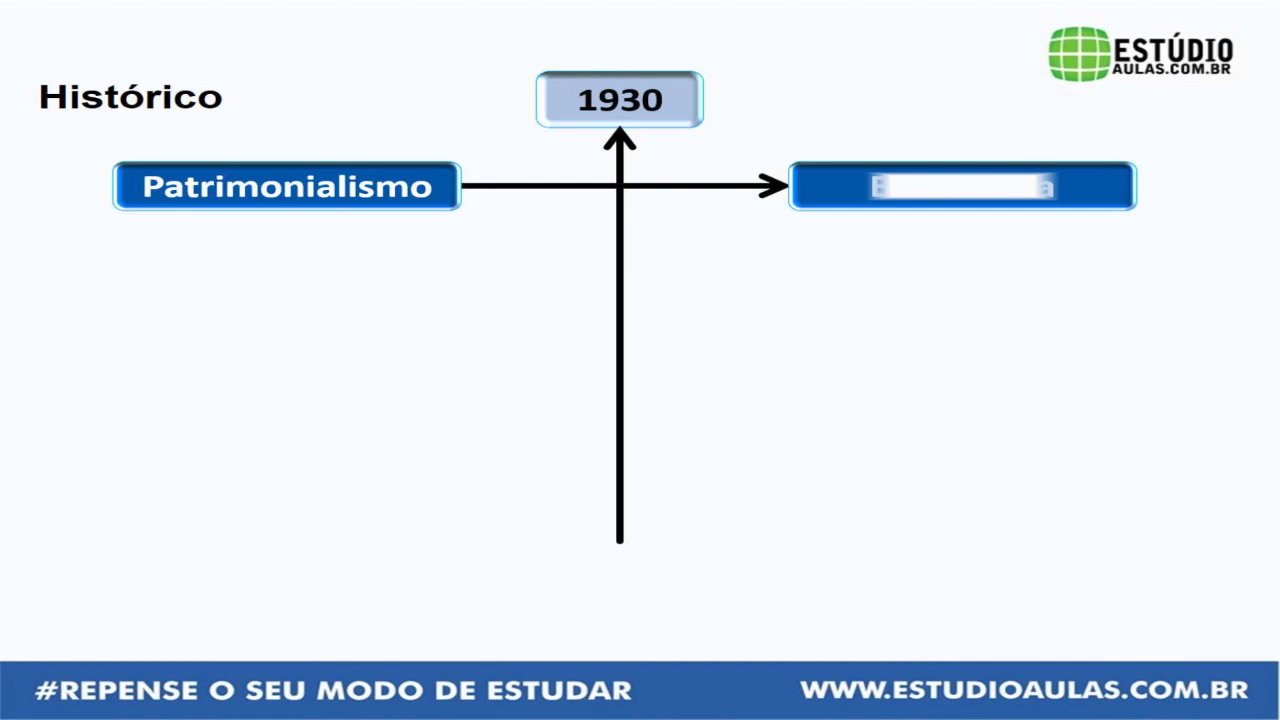 ESTÚDIO
AULAS.COM.BR
Histórico
1930
Patrimonialismo
#REPENSE O SEU MODO DE ESTUDAR
WWW.ESTUDIOAULAS.COM.BR